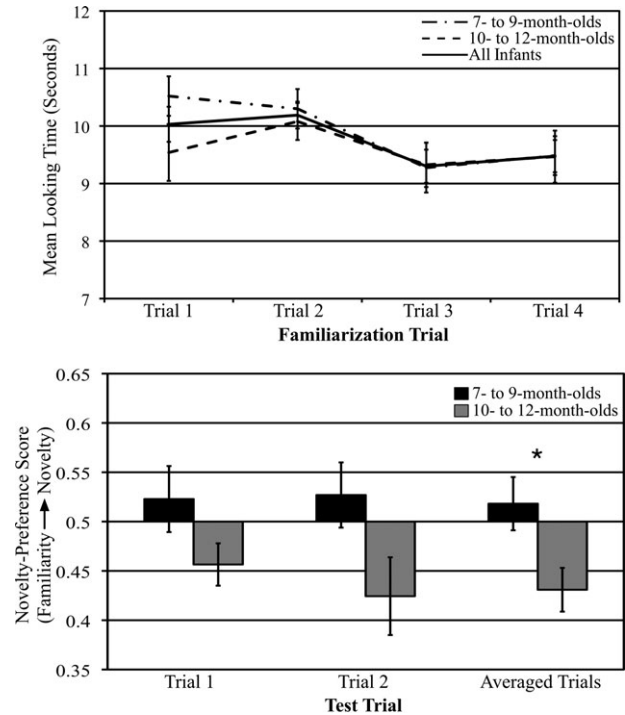 12
11
10
9
8
7
Mean Looking Time (Seconds)
7- to 9-month-olds
10- to 12-month-olds
All Infants
Trial 1
Trial 2
Trial 3
Trial 4
Familiarization Trial
0.65
0.6
0.55
0.5
0.45
0.4
0.35
Novelty-Preference Score
(Familiarity → Novelty)
7- to 9-month-olds
10- to 12-month-olds
*
Trial 1
Trial 2
Averaged Trials
Test Trial